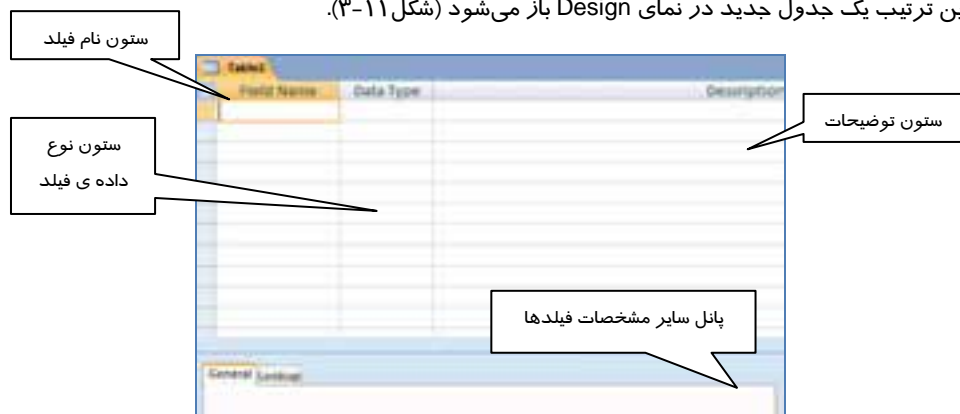 ین ترتیب یک جدول جدید در نمای Design باز می‌شود (شکل۱۱-۳).
ستون نام فیلد
Table1
Field Name Data Type Description
ستون توضیحات
ستون نوع
داده ی فیلد
پانل سایر مشخصات فیلدها
General Lookup